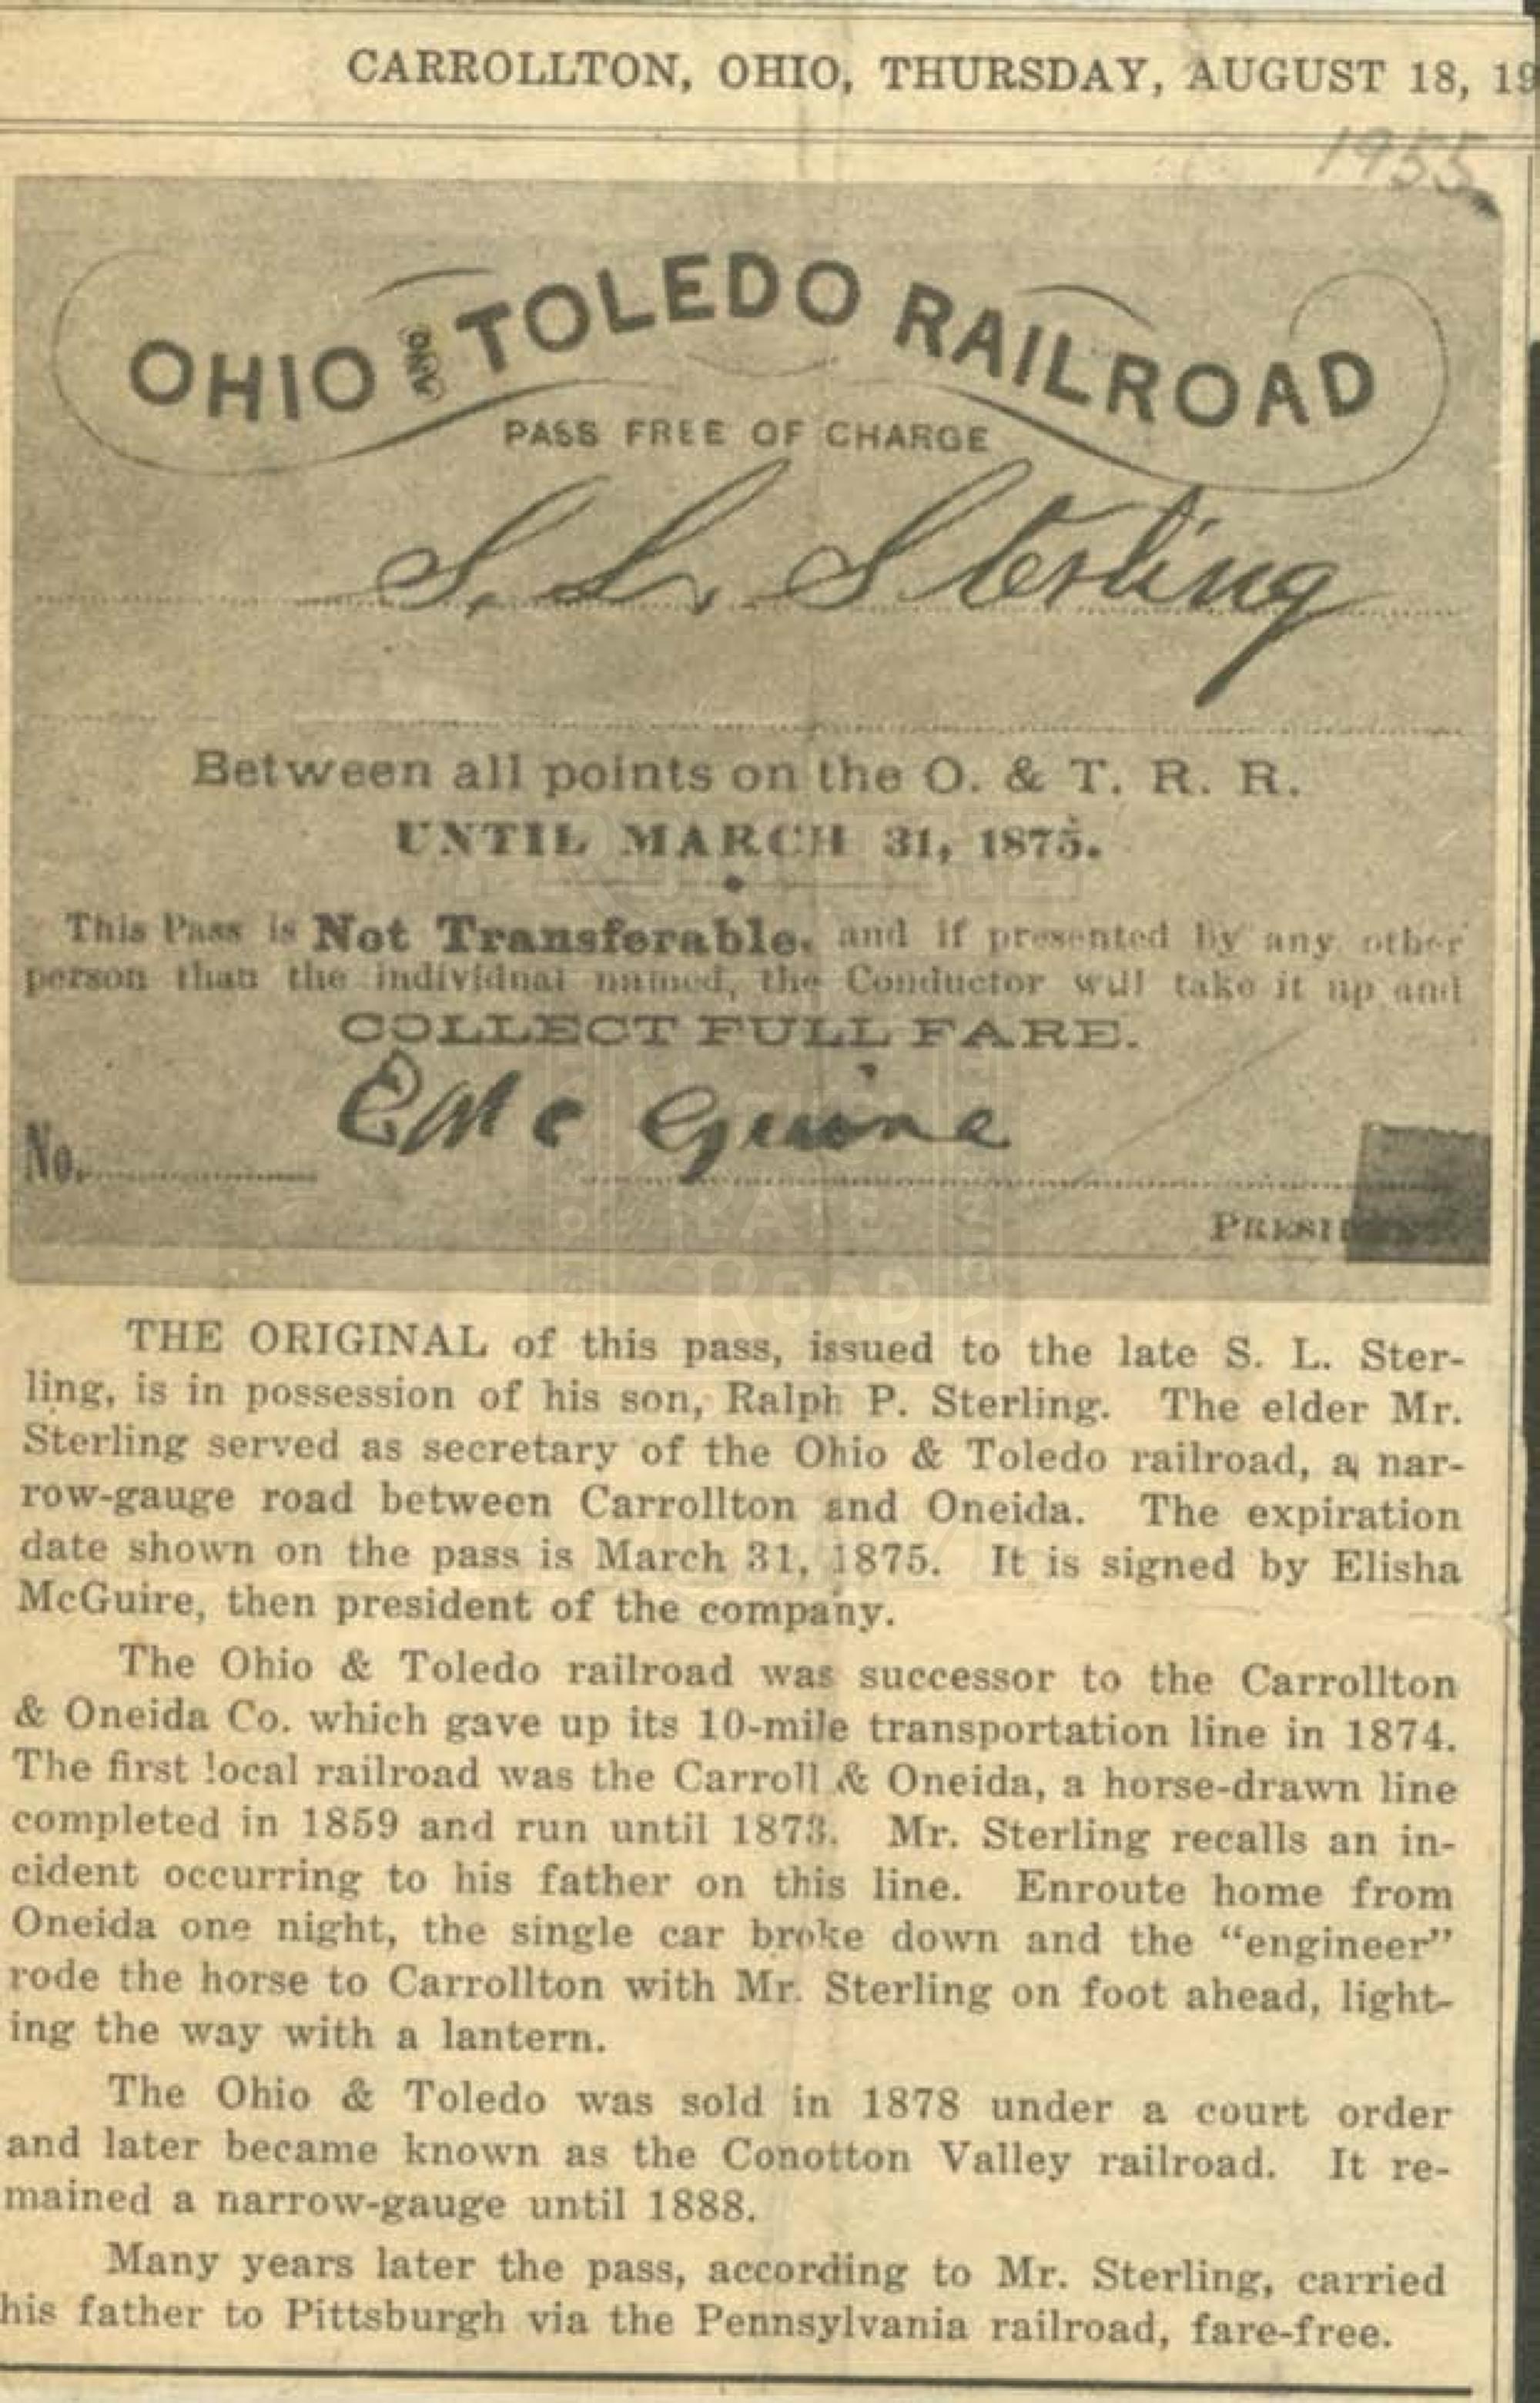 CARROLLTON, OHIO, THURSDAY, AUGUST 18, 19
1955
OHIO AND TOLEDO RAILROAD
PASS FREE OF CHARGE
S. L. Sterling
Between all points on the O. & T. R. R.
UNTIL MARCH 31, 1875.
This Pass is Not Transferable, and if presented by any other
person than the individual named, the Conductor will take it up and
COLLECT FULL FARE.
E Mc Guire
No.
PRESIDENT.
THE ORIGINAL of this pass, issued to the late S. L. Ster-
ling, is in possession of his son, Ralph P. Sterling. The elder Mr.
Sterling served as secretary of the Ohio & Toledo railroad, a nar-
row-gauge road between Carrollton and Oneida. The expiration
date shown on the pass is March 31, 1875. It is signed by Elisha
McGuire, then president of the company.
The Ohio & Toledo railroad was successor to the Carrollton
& Oneida Co. which gave up its 10-mile transportation line in 1874.
The first local railroad was the Carroll & Oneida, a horse-drawn line
completed in 1859 and run until 1873. Mr. Sterling recalls an in-
cident occurring to his father on this line. Enroute home from
Oneida one night, the single car broke down and the “engineer”
rode the horse to Carrollton with Mr. Sterling on foot ahead, light-
ing the way with a lantern.
The Ohio & Toledo was sold in 1878 under a court order
and later became known as the Conotton Valley railroad. It re-
mained a narrow-gauge until 1888.
Many years later the pass, according to Mr. Sterling, carried
his father to Pittsburgh via the Pennsylvania railroad, fare-free.